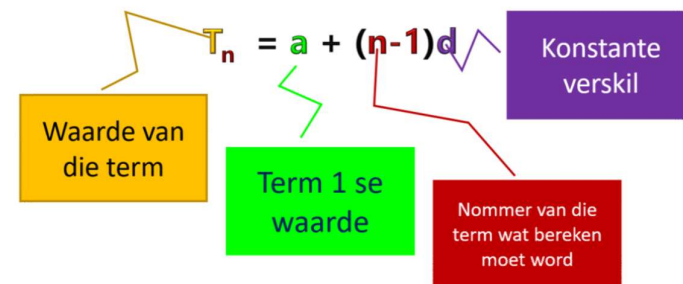 Tn = a + (n-1)d
Konstante
verskil
Waarde van
die term
Term 1 se
waarde
Nommer van die
term wat bereken
moet word